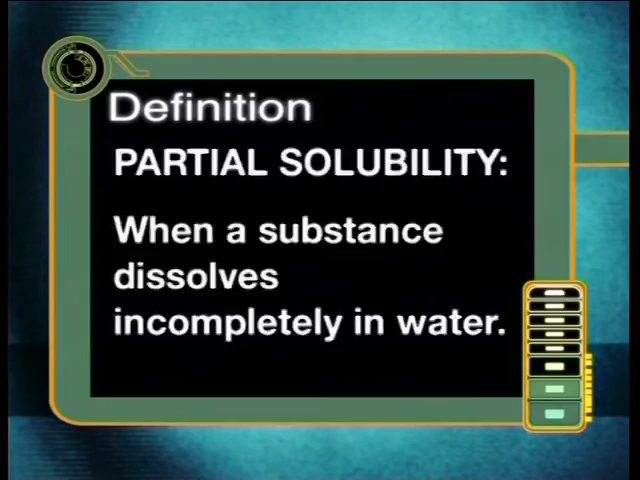 Definition
PARTIAL SOLUBILITY:
When a substance
dissolves
incompletely in water.